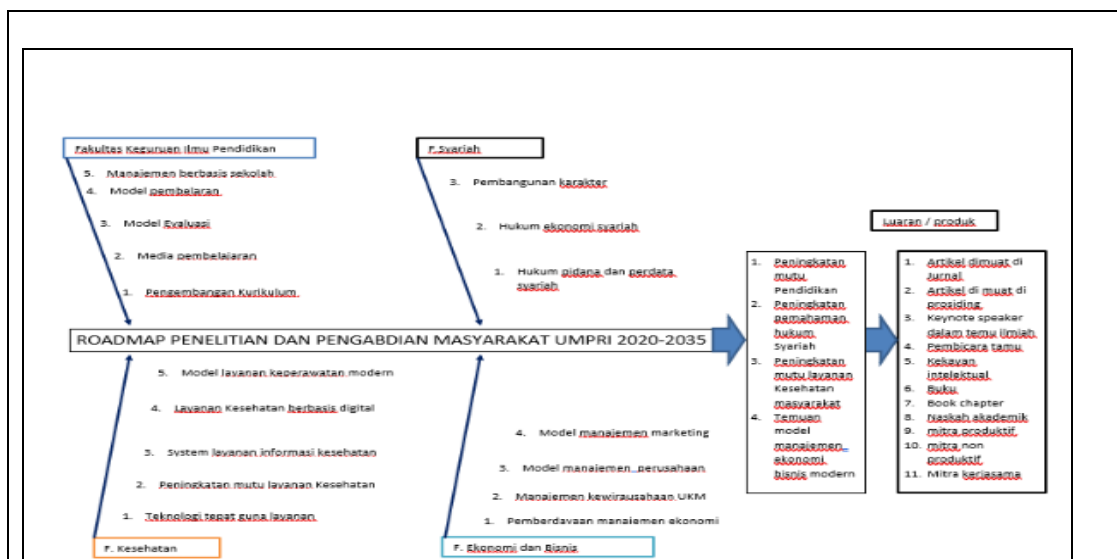 Fakultas Keguruan Ilmu Pendidikan
5. Manajemen berbasis sekolah
4. Model pembelaran
3. Model Evaluasi
2. Media pembelajaran
1. Pengembangan Kurikulum
F.Syariah
3. Pembangunan karakter
2. Hukum ekonomi syariah
1. Hukum pidana dan perdata
syariah
ROADMAP PENELITIAN DAN PENGABDIAN MASYARAKAT UMPRI 2020-2035
5. Model layanan keperawatan modern
4. Layanan Kesehatan berbasis digital
3. System layanan informasi kesehatan
2. Peningkatan mutu layanan Kesehatan
1. Teknologi tepat guna layanan
F. Kesehatan
4. Model manajemen marketing
3. Model manajemen perusahaan
2. Manajemen kewirausahaan UKM
1. Pemberdayaan manajemen ekonomi
F. Ekonomi dan Bisnis
1. Peningkatan
mutu
Pendidikan
2. Peningkatan
pemahaman
hukum
Syariah
3. Peningkatan
mutu layanan
Kesehatan
masyarakat
4. Temuan
model
manajemen
ekonomi
bisnis modern
Luaran / produk
1. Artikel dimuat di
Jurnal
2. Artikel di muat di
prosiding
3. Keynote speaker
dalam temu ilmiah
4. Pembicara tamu
5. Kekayan
intelektual
6. Buku
7. Book chapter
8. Naskah akademik
9. mitra produktif
10. mitra non
produktif
11. Mitra kerjasama